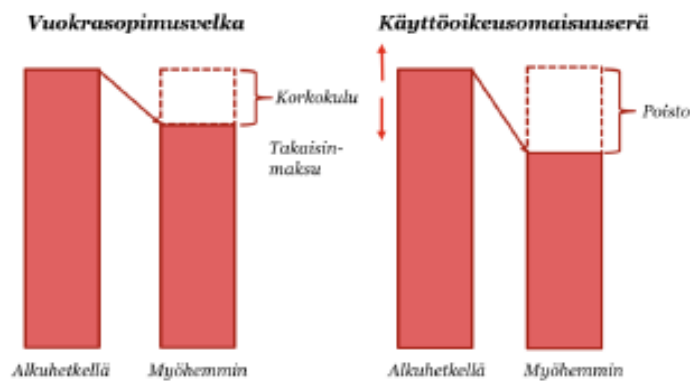 Vuokrasopimusvelka
Korkokulu
Takaisin-
maksu
Alkuhetkellä
Myöhemmin
Käyttöoikeusomaisuuserä
Poisto
Alkuhetkellä
Myöhemmin